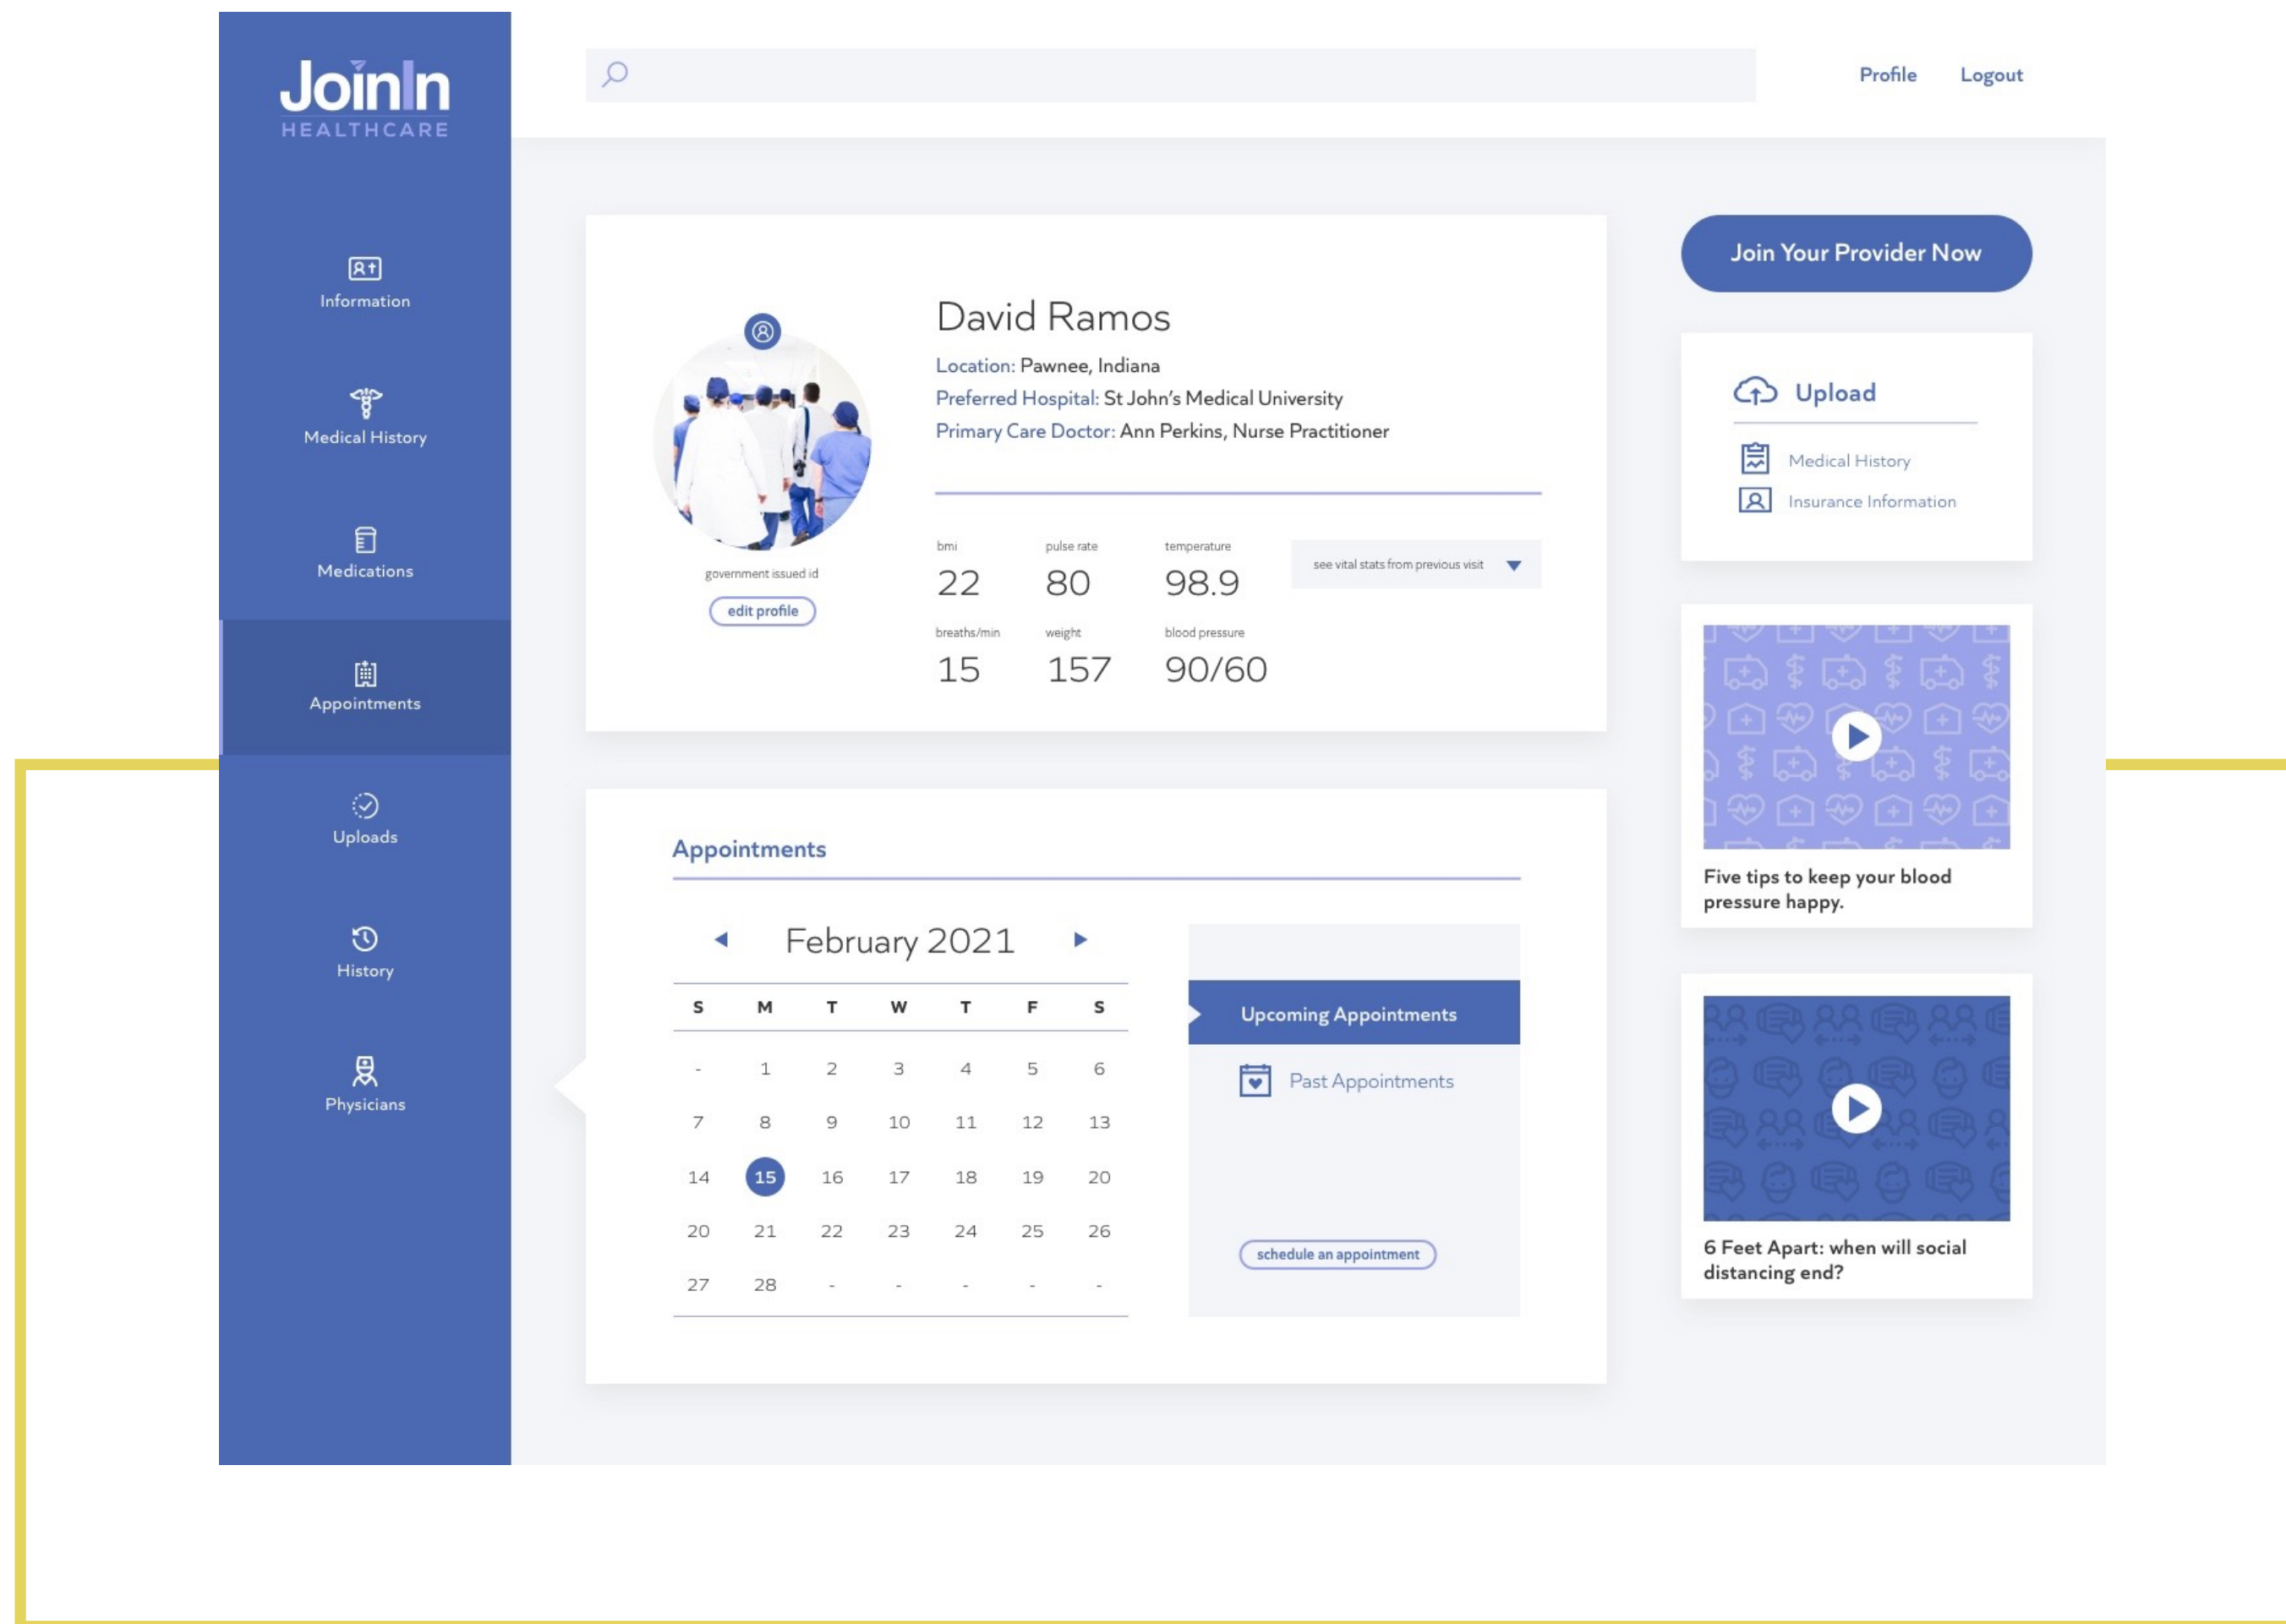 JoinIn
HEALTHCARE
Information
Medical History
Medications
Appointments
Uploads
History
Physicians
Profile Logout
David Ramos
Location: Pawnee, Indiana
Preferred Hospital: St John's Medical University
Primary Care Doctor: Ann Perkins, Nurse Practitioner
government issued id
edit profile
bmi pulse rate temperature
22 80 98.9
see vital stats from previous visit
breaths/min weight blood pressure
15 157 90/60
Appointments
February 2021
S M T W T F S
- 1 2 3 4 5 6
7 8 9 10 11 12 13
14 15 16 17 18 19 20
20 21 22 23 24 25 26
27 28 - - - - -
Upcoming Appointments
Past Appointments
schedule an appointment
Join Your Provider Now
Upload
Medical History
Insurance Information
Five tips to keep your blood
pressure happy.
6 Feet Apart: when will social
distancing end?